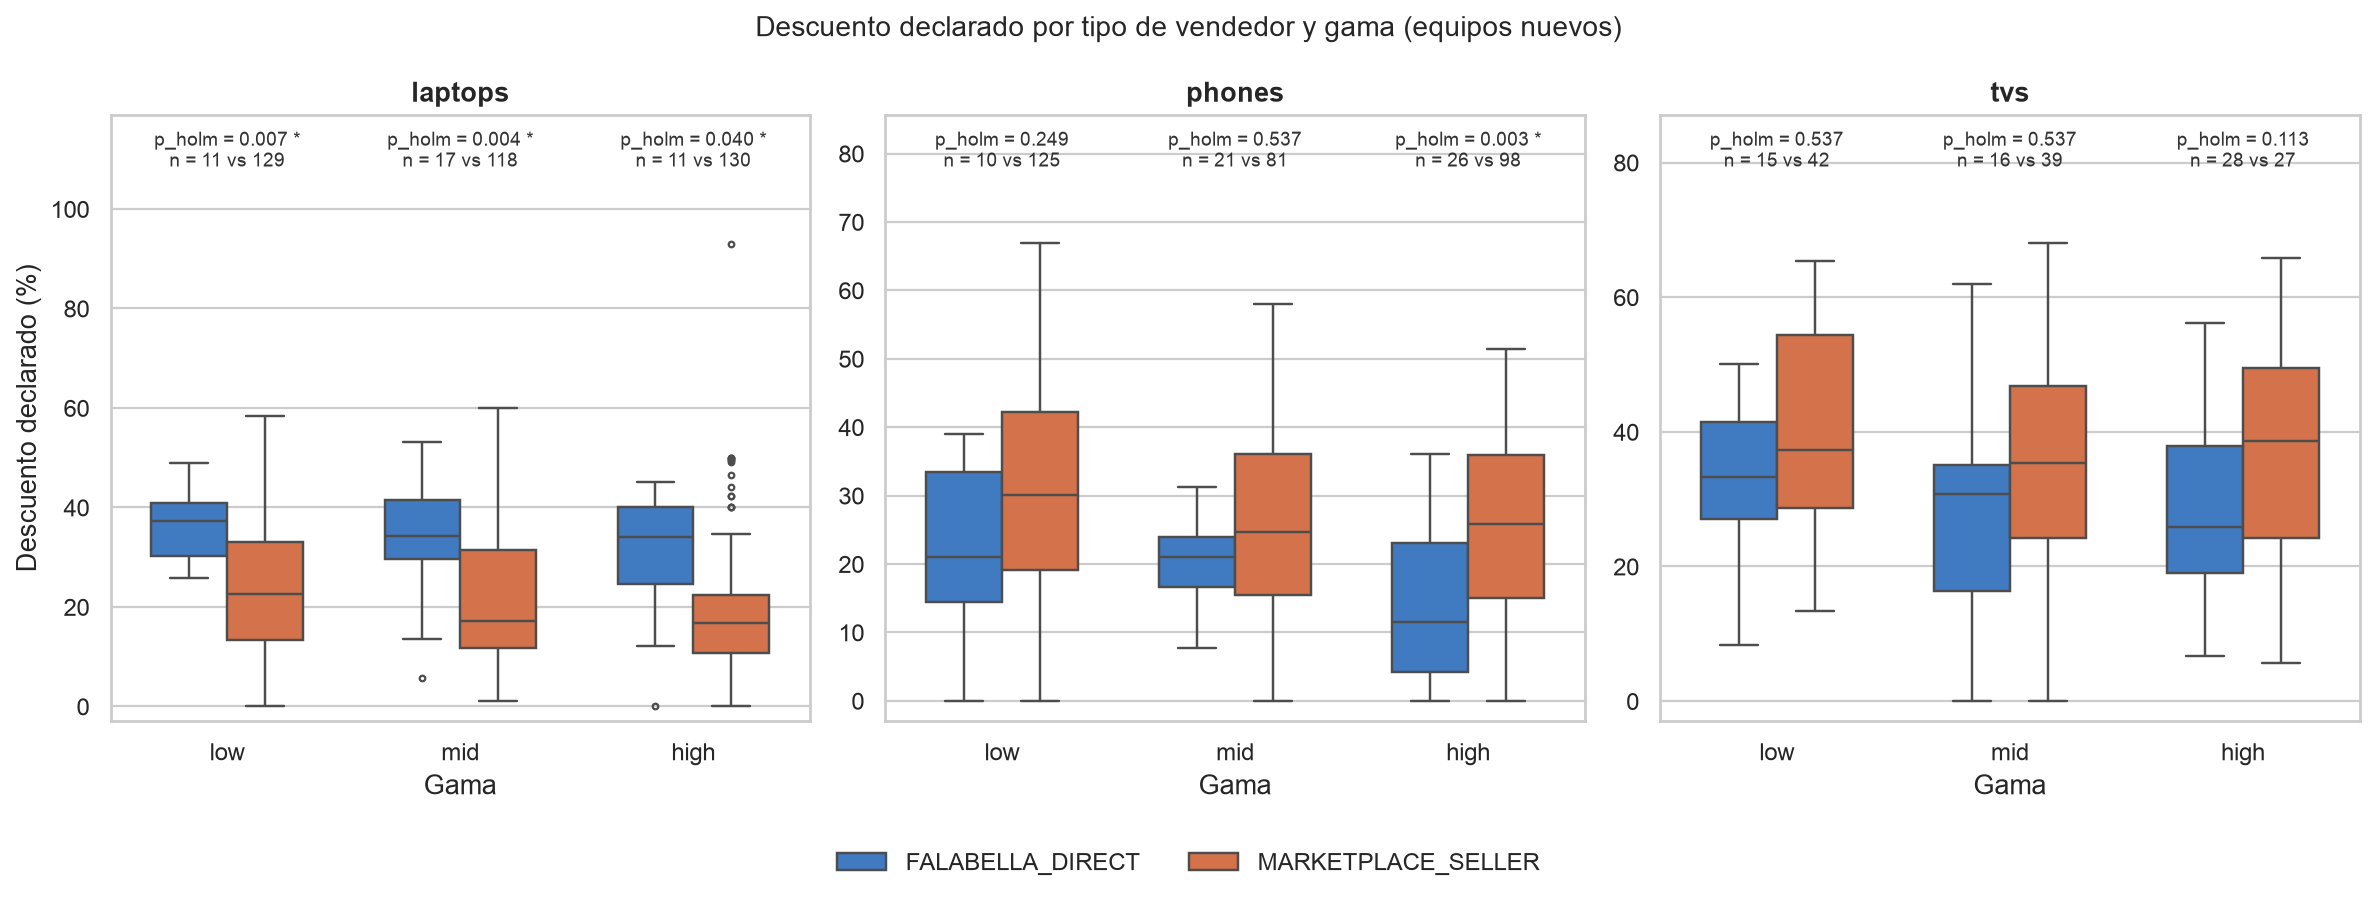 Descuento declarado por tipo de vendedor y gama (equipos nuevos)
laptops
p_holm = 0.007 *
n = 11 vs 129
p_holm = 0.004 *
n = 17 vs 118
p_holm = 0.040 *
n = 11 vs 130
Descuento declarado (%)
100
80
60
40
20
0
low
mid
high
Gama
phones
p_holm = 0.249
n = 10 vs 125
p_holm = 0.537
n = 21 vs 81
p_holm = 0.003 *
n = 26 vs 98
80
70
60
50
40
30
20
10
0
low
mid
high
Gama
tvs
p_holm = 0.537
n = 15 vs 42
p_holm = 0.537
n = 16 vs 39
p_holm = 0.113
n = 28 vs 27
80
60
40
20
0
low
mid
high
Gama
FALABELLA_DIRECT
MARKETPLACE_SELLER